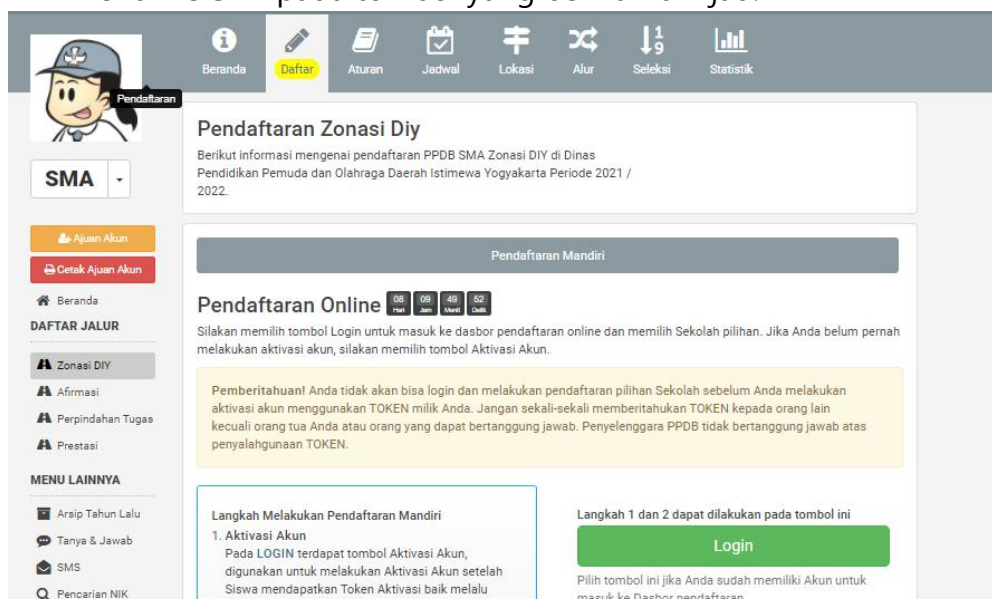 Beranda
Daftar
Aturan
Jadwal
Lokasi
Alur
Seleksi
Statistik
Pendaftaran
SMA
Ajuan Akun
Cetak Ajuan Akun
Beranda
DAFTAR JALUR
Zonasi DIY
Afirmasi
Perpindahan Tugas
Prestasi
MENU LAINNYA
Arsip Tahun Lalu
Tanya & Jawab
SMS
Pencarian NIK
Pendaftaran Zonasi Diy
Berikut informasi mengenai pendaftaran PPDB SMA Zonasi DIY di Dinas
Pendidikan Pemuda dan Olahraga Daerah Istimewa Yogyakarta Periode 2021 /
2022.
Pendaftaran Mandiri
Pendaftaran Online 08 Hari 09 Jam 49 Menit 52 Detik
Silakan memilih tombol Login untuk masuk ke dasbor pendaftaran online dan memilih Sekolah pilihan. Jika Anda belum pernah
melakukan aktivasi akun, silakan memilih tombol Aktivasi Akun.
Pemberitahuan! Anda tidak akan bisa login dan melakukan pendaftaran pilihan Sekolah sebelum Anda melakukan
aktivasi akun menggunakan TOKEN milik Anda. Jangan sekali-sekali memberitahukan TOKEN kepada orang lain
kecuali orang tua Anda atau orang yang dapat bertanggung jawab. Penyelenggara PPDB tidak bertanggung jawab atas
penyalahgunaan TOKEN.
Langkah Melakukan Pendaftaran Mandiri
1. Aktivasi Akun
Pada LOGIN terdapat tombol Aktivasi Akun,
digunakan untuk melakukan Aktivasi Akun setelah
Siswa mendapatkan Token Aktivasi baik melalu
Langkah 1 dan 2 dapat dilakukan pada tombol ini
Login
Pilih tombol ini jika Anda sudah memiliki Akun untuk
masuk ke Dasbor pendaftaran